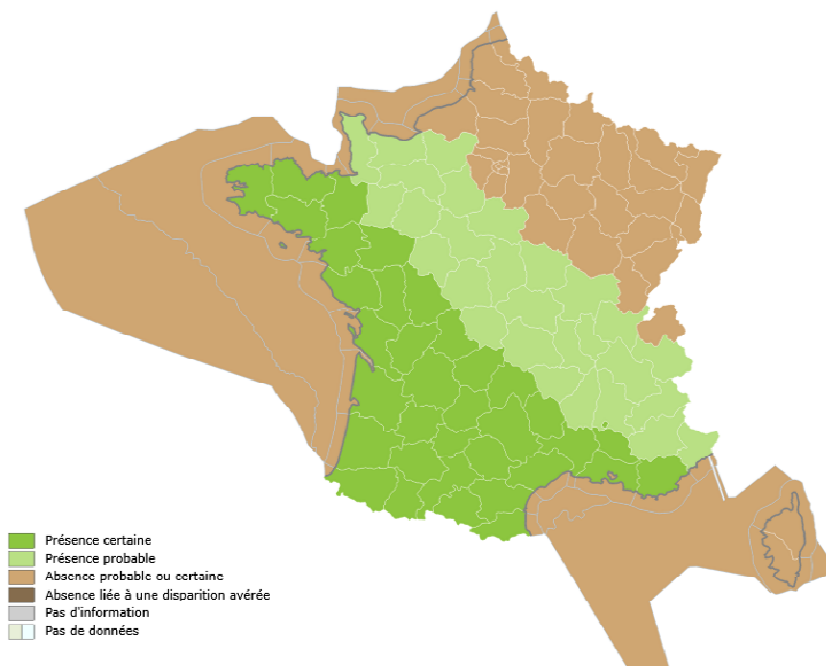 Présence certaine
Présence probable
Absence probable ou certaine
Absence liée à une disparition avérée
Pas d'information
Pas de données